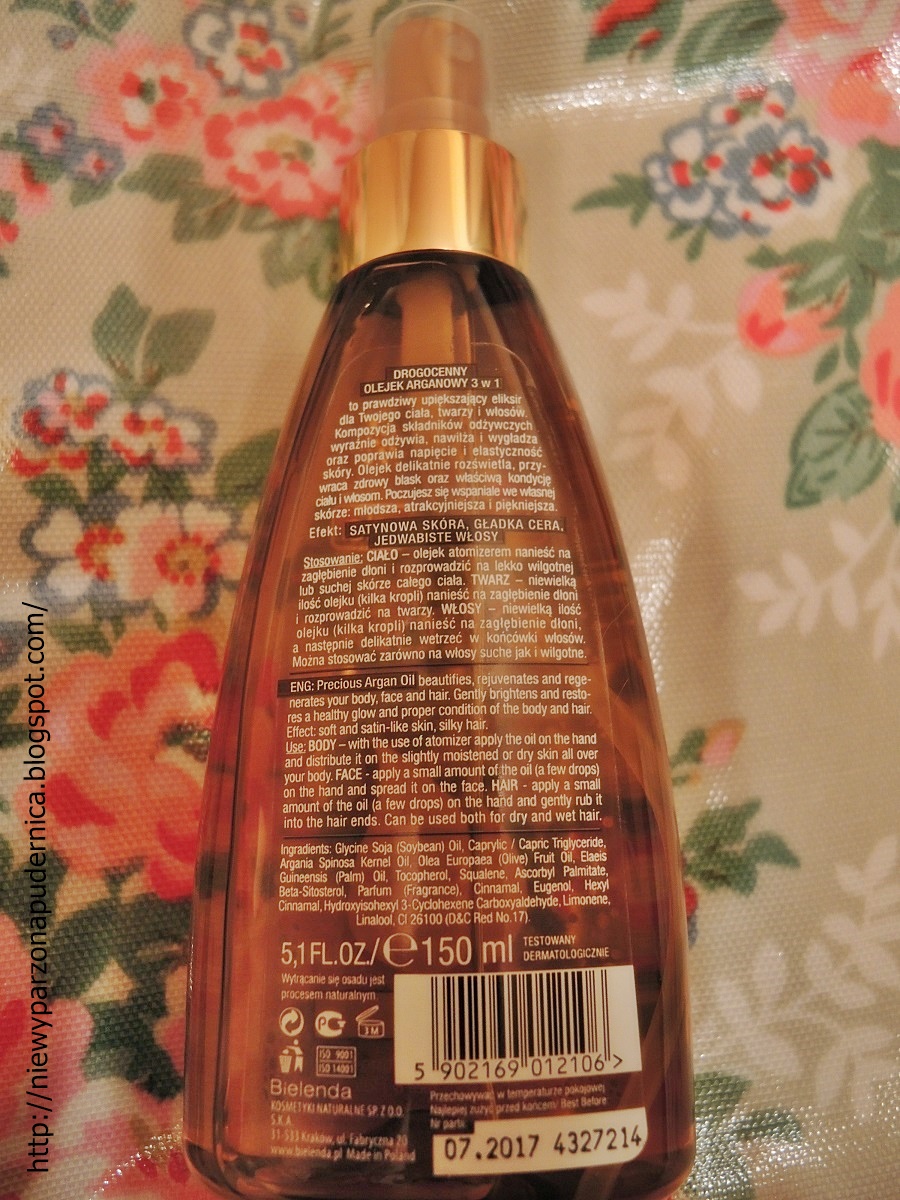 DROGOCENNY
OLEJEK ARGANOWY 3 w 1
to prawdziwy upiększający eliksir
dla Twojego ciała, twarzy i włosów.
Kompozycja składników odżywczych
wyraźnie odżywia, nawilża i wygładza
oraz poprawia napięcie i elastyczność
skóry. Olejek delikatnie rozświetla, przy-
wraca zdrowy blask oraz właściwą kondycję
ciału i włosom. Poczujesz się wspaniale we własnej
skórze: młodsza, atrakcyjniejsza i piękniejsza.
Efekt: SATYNOWA SKÓRA, GŁADKA CERA,
JEDWABISTE WŁOSY
Stosowanie: CIAŁO – olejek atomizerem nanieść na
zagłębienie dłoni i rozprowadzić na lekko wilgotnej
lub suchej skórze całego ciała. TWARZ – niewielką
ilość olejku (kilka kropli) nanieść na zagłębienie dłoni
i rozprowadzić na twarzy. WŁOSY – niewielką ilość
olejku (kilka kropli) nanieść na zagłębienie dłoni,
a następnie delikatnie wetrzeć w końcówki włosów.
Można stosować zarówno na włosy suche jak i wilgotne.
ENG: Precious Argan Oil beautifies, rejuvenates and rege-
nerates your body, face and hair. Gently brightens and resto-
res a healthy glow and proper condition of the body and hair.
Effect: soft and satin-like skin, silky hair.
Use: BODY – with the use of atomizer apply the oil on the hand
and distribute it on the slightly moistened or dry skin all over
your body. FACE - apply a small amount of the oil (a few drops)
on the hand and spread it on the face. HAIR - apply a small
amount of the oil (a few drops) on the hand and gently rub it
into the hair ends. Can be used both for dry and wet hair.
Ingredients: Glycine Soja (Soybean) Oil, Caprylic / Capric Triglyceride,
Argania Spinosa Kernel Oil, Olea Europaea (Olive) Fruit Oil, Elaeis
Guineensis (Palm) Oil, Tocopherol, Squalene, Ascorbyl Palmitate,
Beta-Sitosterol, Parfum (Fragrance), Cinnamal, Eugenol, Hexyl
Cinnamal, Hydroxyisohexyl 3-Cyclohexene Carboxyaldehyde, Limonene,
Linalool, CI 26100 (D&C Red No.17).
5,1FL.OZ./℮150 ml
TESTOWANY
DERMATOLOGICZNIE
Wytrącanie się osadu jest
procesem naturalnym
3 M
ISO 9001
ISO 14001
5 902169 012106 >
Bielenda
KOSMETYKI NATURALNE SP. Z O.O.
S.K.A.
31-533 Kraków, ul. Fabryczna 20
www.bielenda.pl Made in Poland
Przechowywać w temperaturze pokojowej
Najlepiej zużyć przed końcem/ Best Before
Nr partii
07.2017 4327214
http://niewyparzonapudernica.blogspot.com/